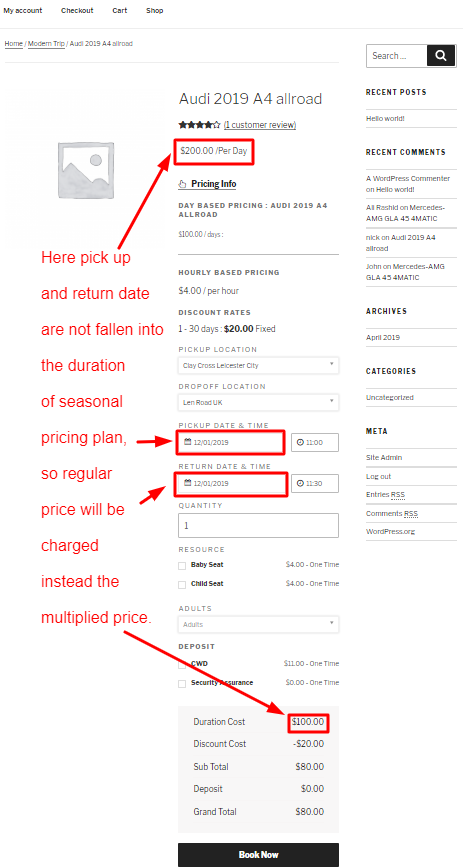 My account Checkout Cart Shop
Home / Modern Trip / Audi 2019 A4 allroad
Audi 2019 A4 allroad
(1 customer review)
$200.00 /Per Day
Pricing Info
DAY BASED PRICING : AUDI 2019 A4
ALLROAD
$100.00 / days :
HOURLY BASED PRICING
$4.00 / per hour
DISCOUNT RATES
1 - 30 days : $20.00 Fixed
PICKUP LOCATION
Clay Cross Leicester City
DROPOFF LOCATION
Len Road UK
PICKUP DATE & TIME
12/01/2019 11:00
RETURN DATE & TIME
12/01/2019 11:30
QUANTITY
1
RESOURCE
Baby Seat $4.00 - One Time
Child Seat $4.00 - One Time
ADULTS
Adults
DEPOSIT
CWD $11.00 - One Time
Security Assurance $0.00 - One Time
Duration Cost $100.00
Discount Cost -$20.00
Sub Total $80.00
Deposit $0.00
Grand Total $80.00
Book Now
Here pick up
and return date
are not fallen into
the duration
of seasonal
pricing plan,
so regular
price will be
charged
instead the
multiplied price.
Search ...
RECENT POSTS
Hello world!
RECENT COMMENTS
A WordPress Commenter
on Hello world!
Ali Rashid on Mercedes-
AMG GLA 45 4MATIC
nick on Audi 2019 A4
allroad
John on Mercedes-AMG
GLA 45 4MATIC
ARCHIVES
April 2019
CATEGORIES
Uncategorized
META
Site Admin
Log out
Entries RSS
Comments RSS
WordPress.org